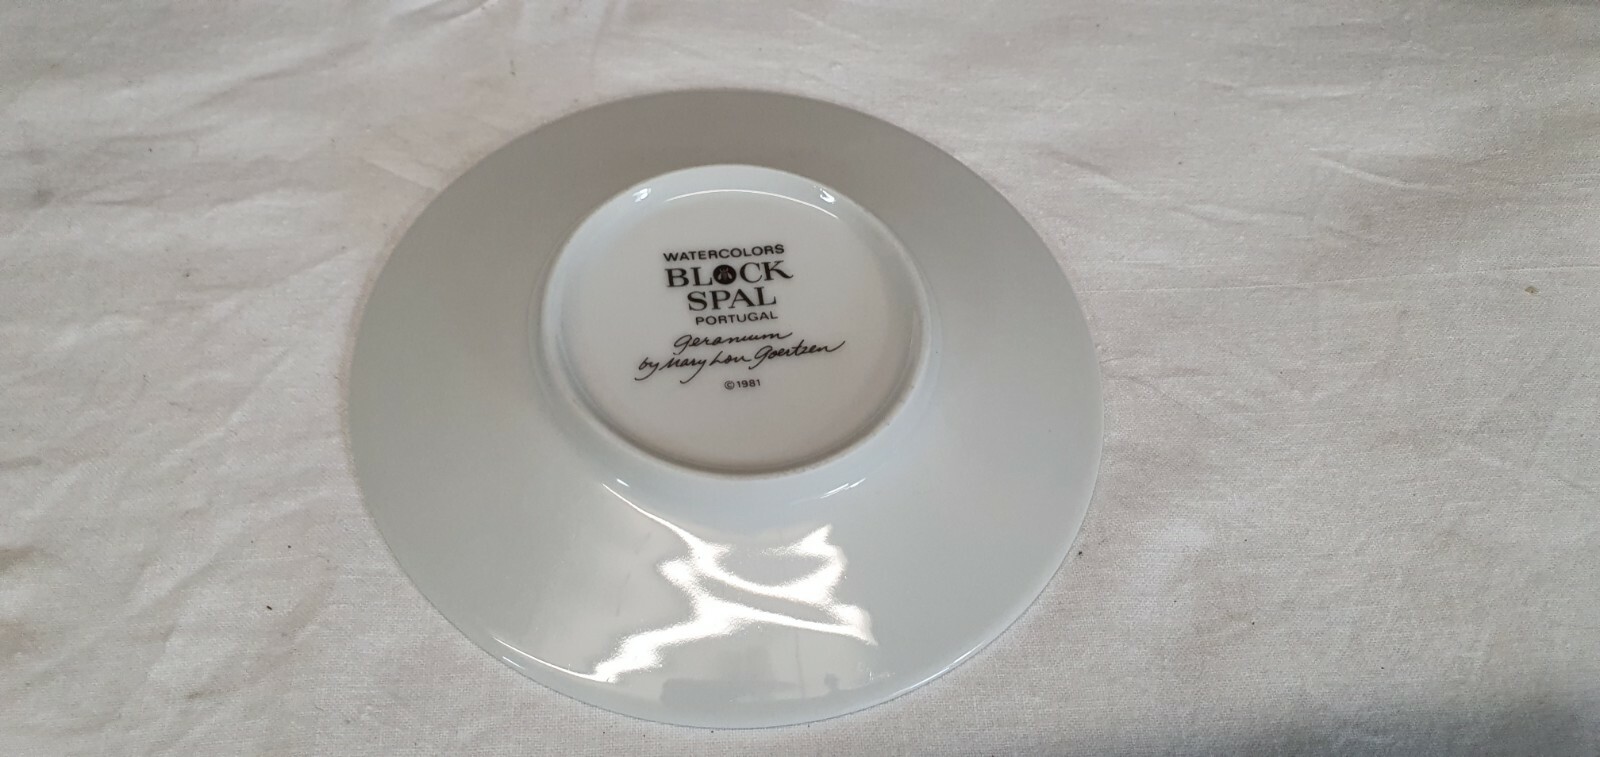 WATERCOLORS
BLOCK
SPAL
PORTUGAL
geranium
by Mary Lou Goertzen
©1981